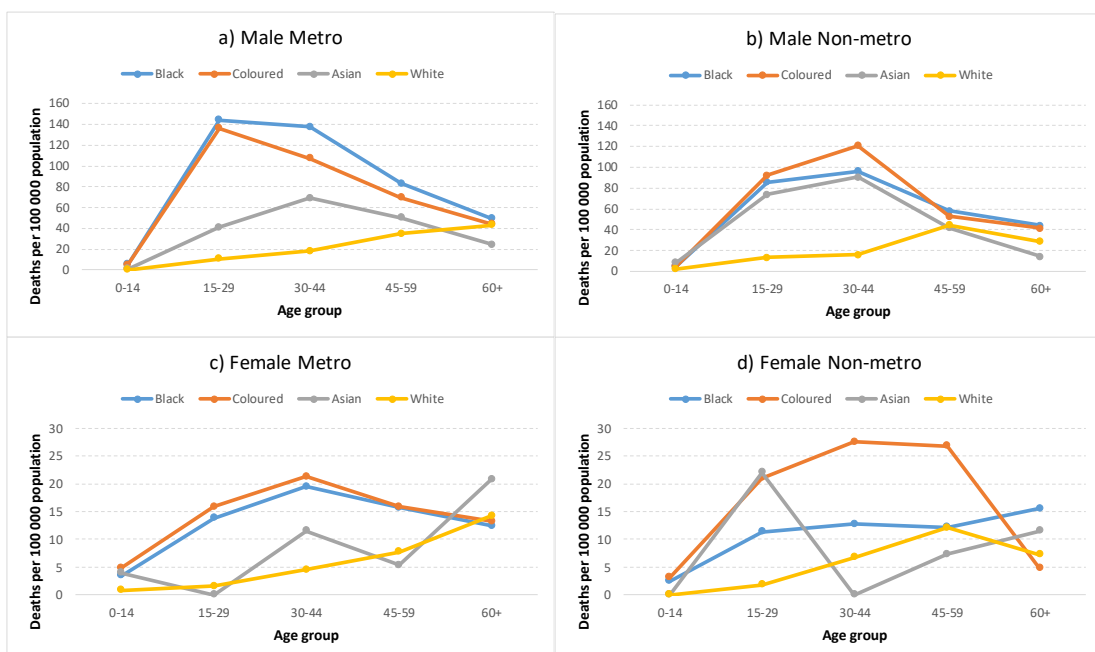 a) Male Metro
Black Coloured Asian White
Deaths per 100 000 population
160
140
120
100
80
60
40
20
0
0-14 15-29 30-44 45-59 60+
Age group
b) Male Non-metro
Black Coloured Asian White
Deaths per 100 000 population
160
140
120
100
80
60
40
20
0
0-14 15-29 30-44 45-59 60+
Age group
c) Female Metro
Black Coloured Asian White
Deaths per 100 000 population
30
25
20
15
10
5
0
0-14 15-29 30-44 45-59 60+
Age group
d) Female Non-metro
Black Coloured Asian White
Deaths per 100 000 population
30
25
20
15
10
5
0
0-14 15-29 30-44 45-59 60+
Age group